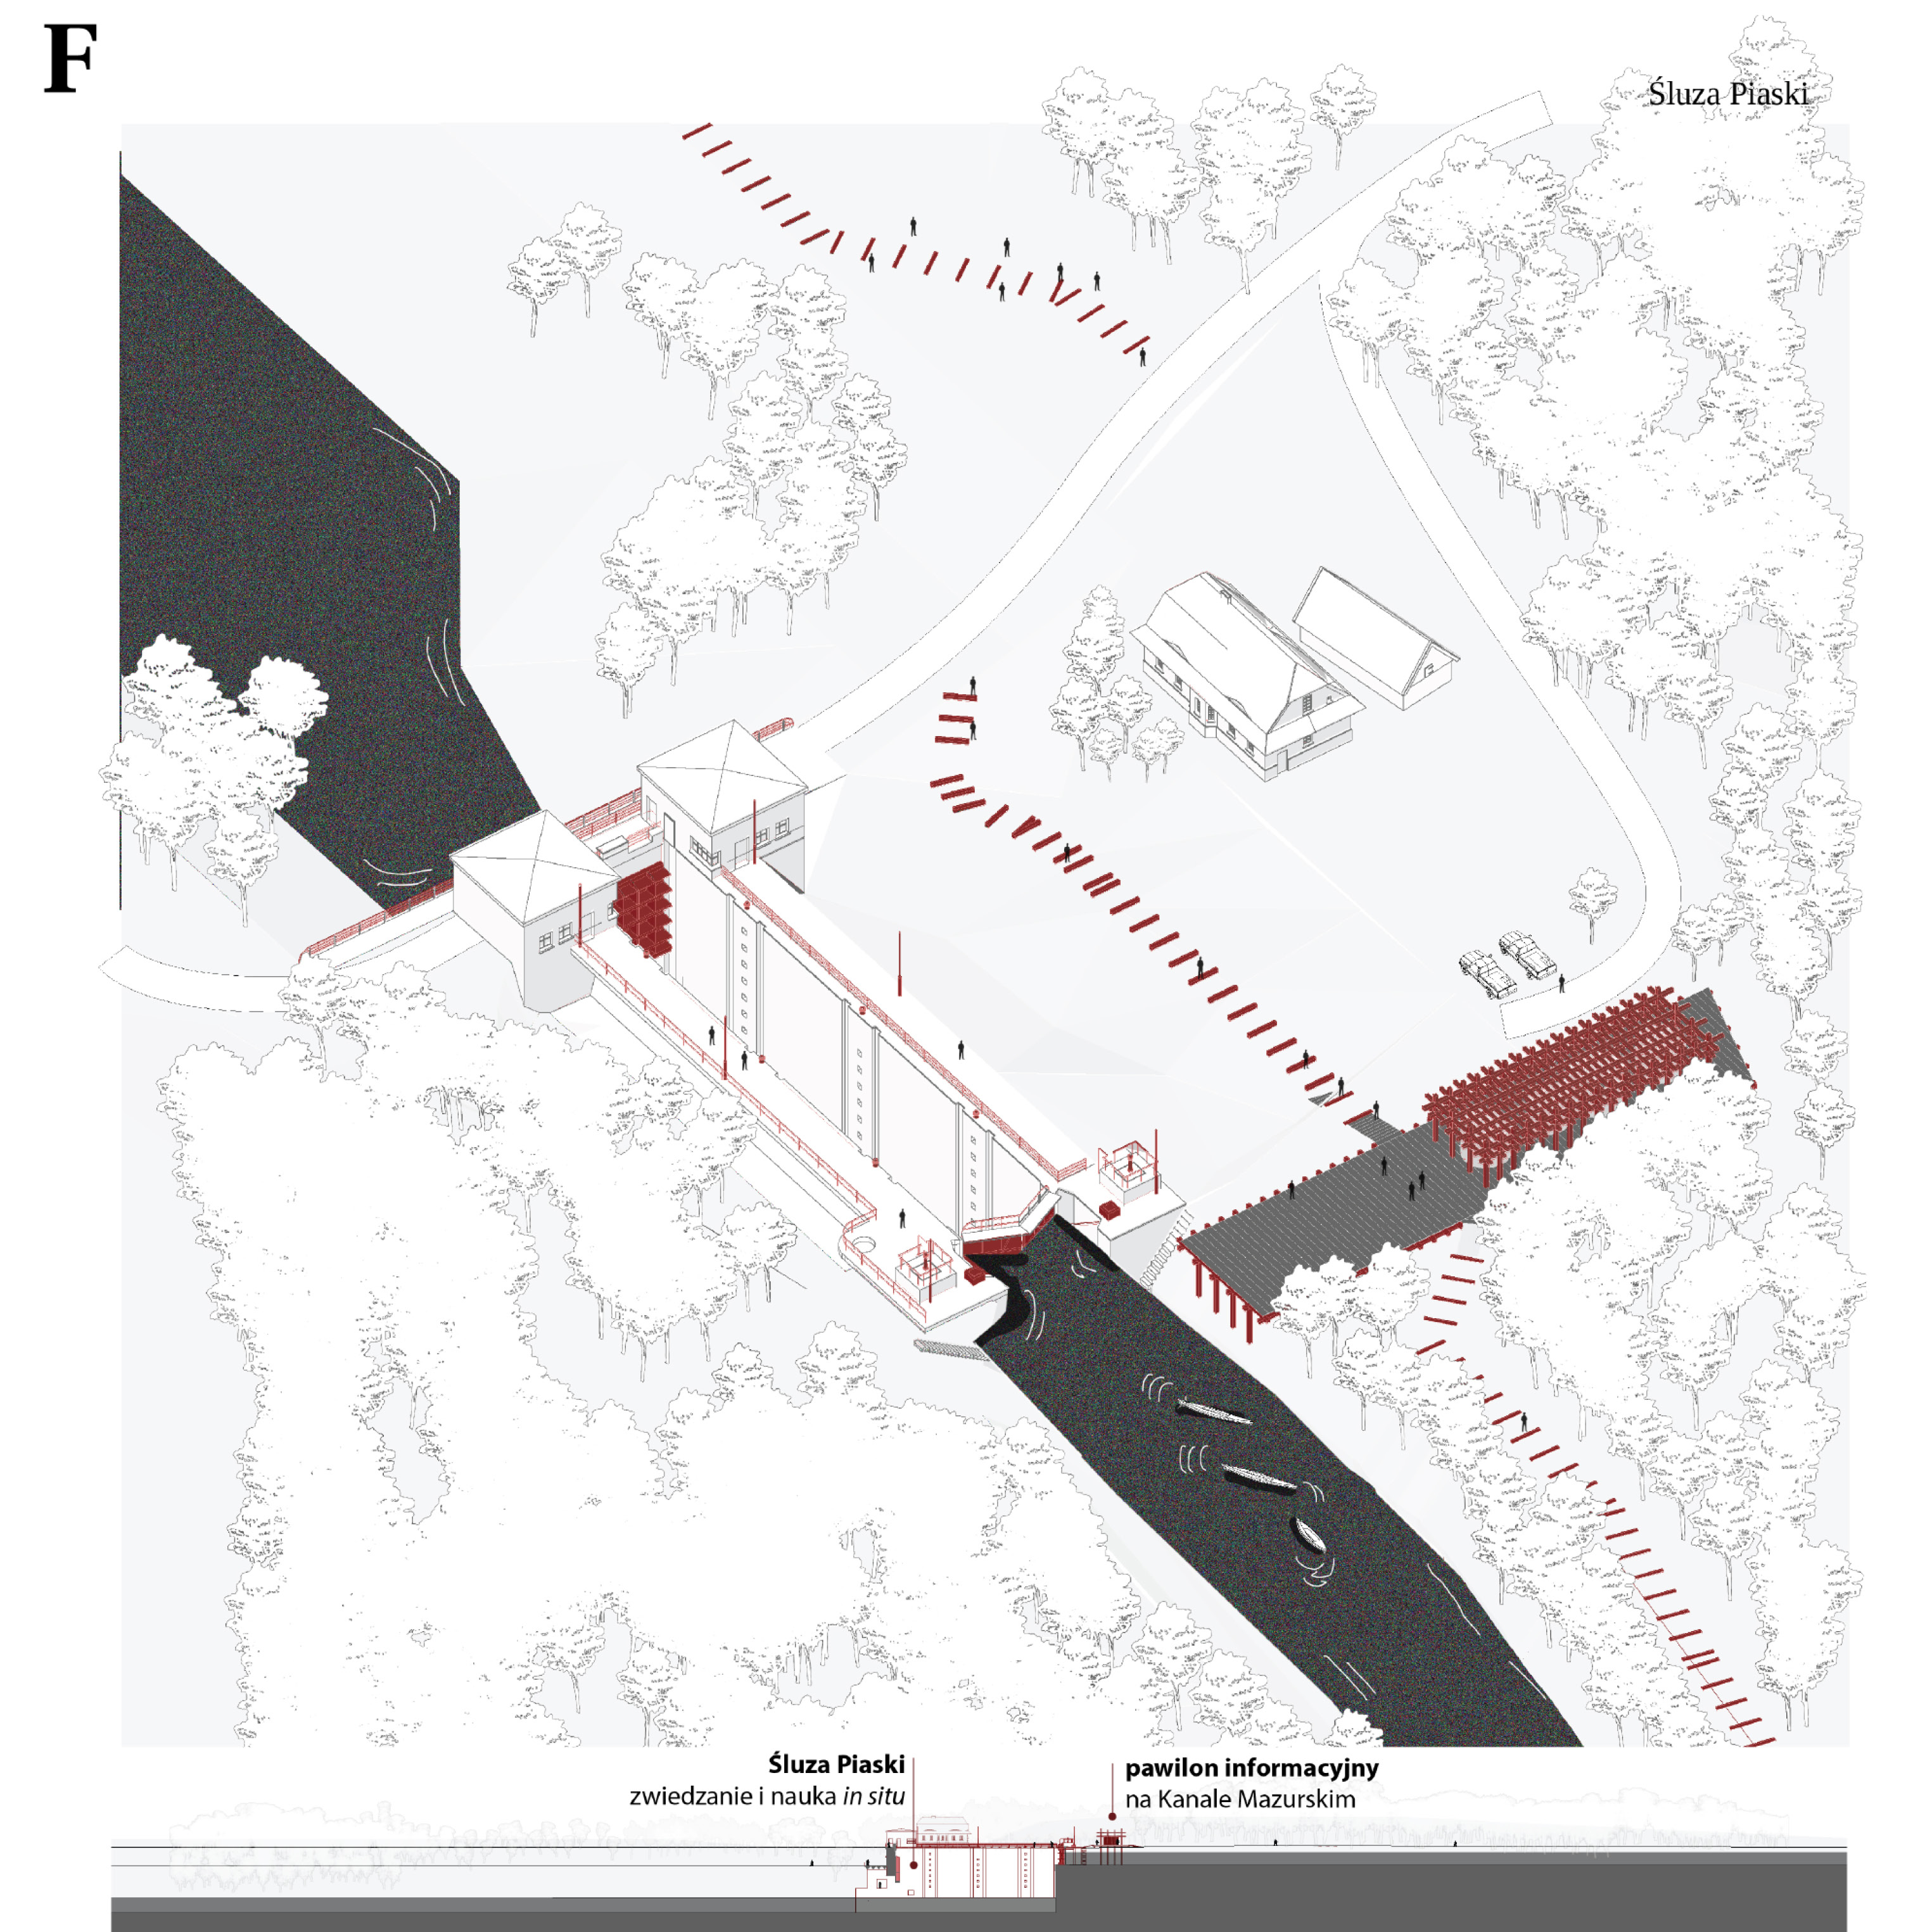 F
Śluza Piaski
Śluza Piaski
zwiedzanie i nauka in situ
pawilon informacyjny
na Kanale Mazurskim